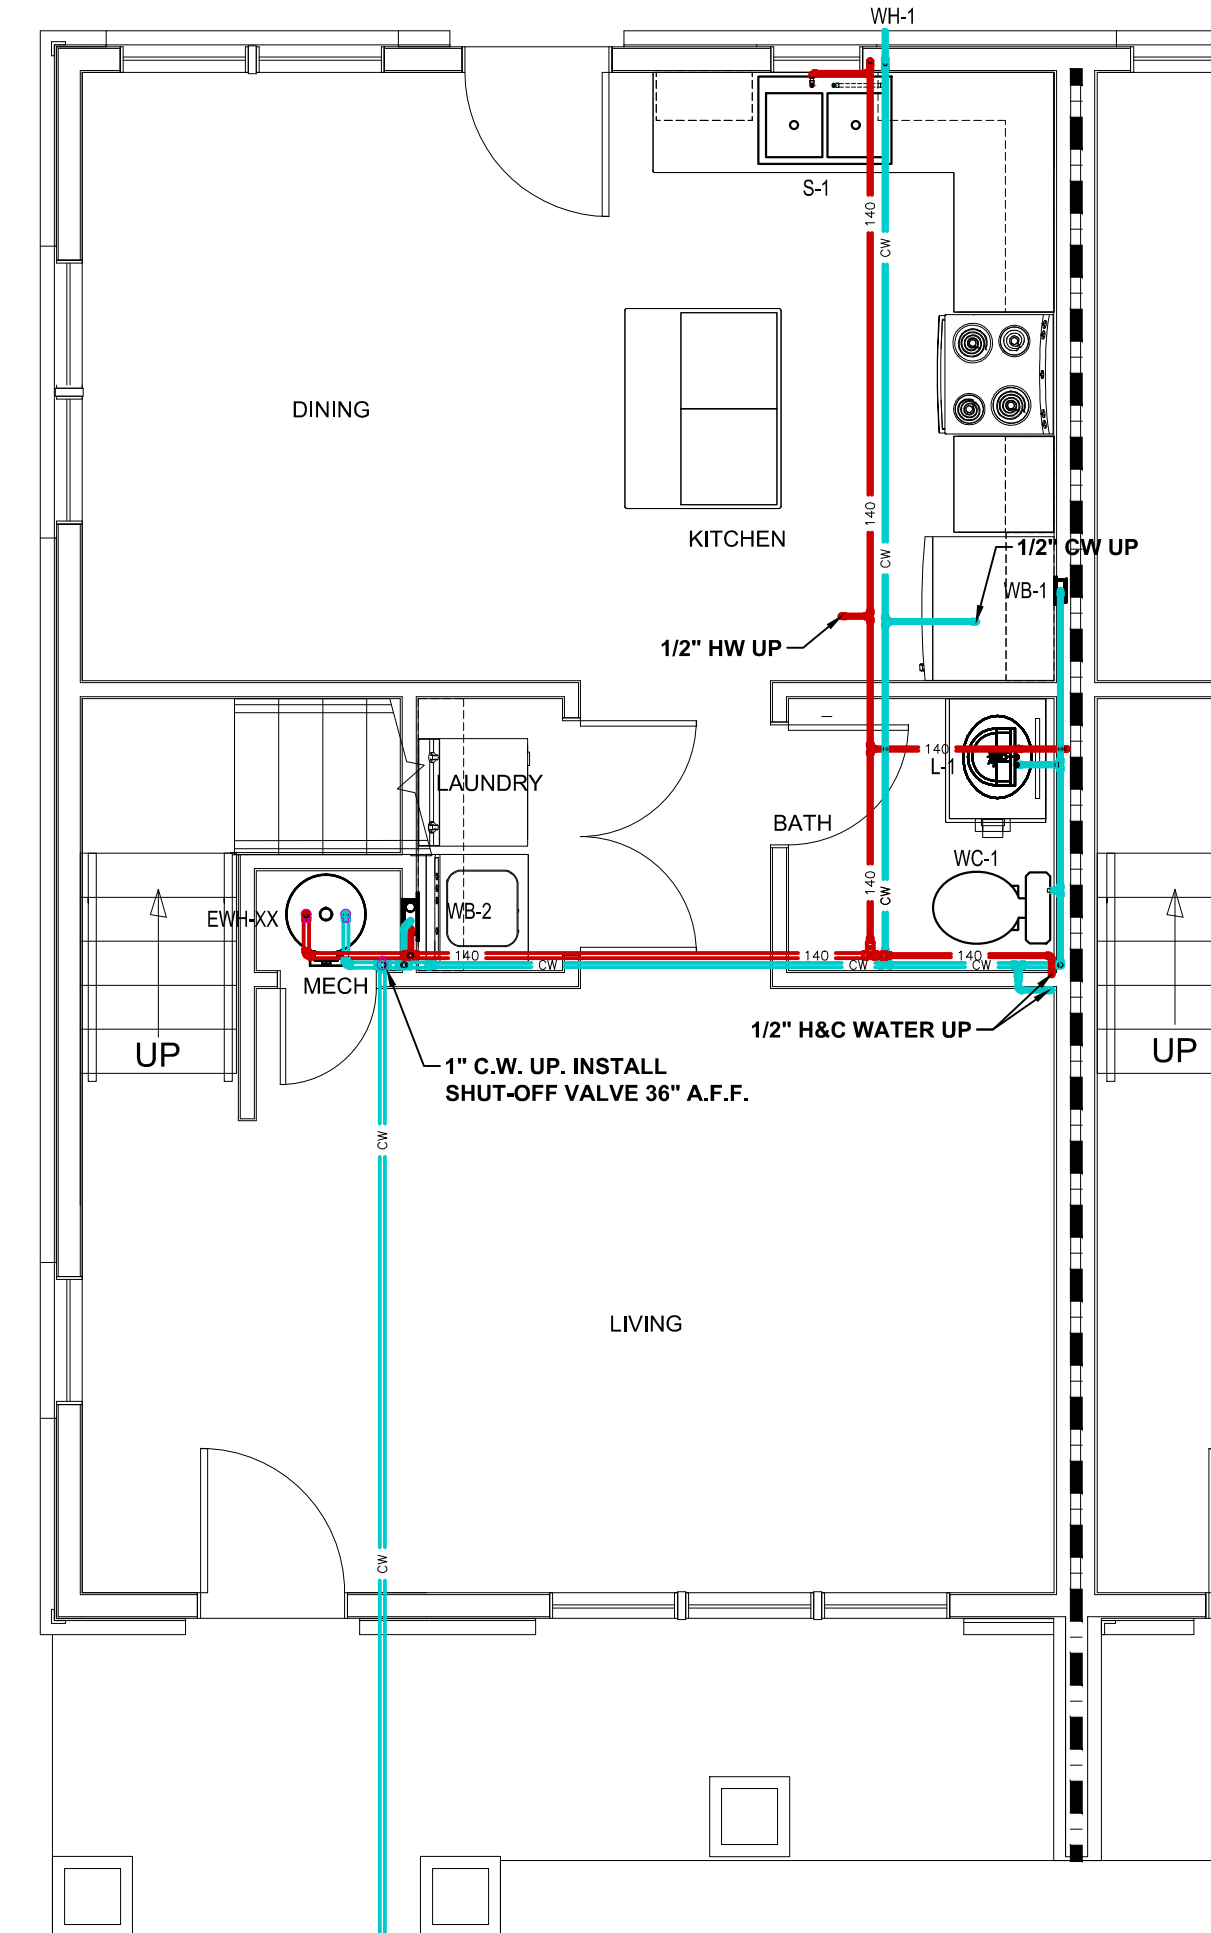 WH-1
S-1
140
CW
DINING
140
KITCHEN
CW
1/2" CW UP
WB-1
1/2" HW UP
140
L-1
LAUNDRY
BATH
WC-1
140
CW
EWH-XX
WB-2
140
140
140
CW
CW
CW
MECH
1/2" H&C WATER UP
UP
UP
1" C.W. UP. INSTALL
SHUT-OFF VALVE 36" A.F.F.
CW
LIVING
CW